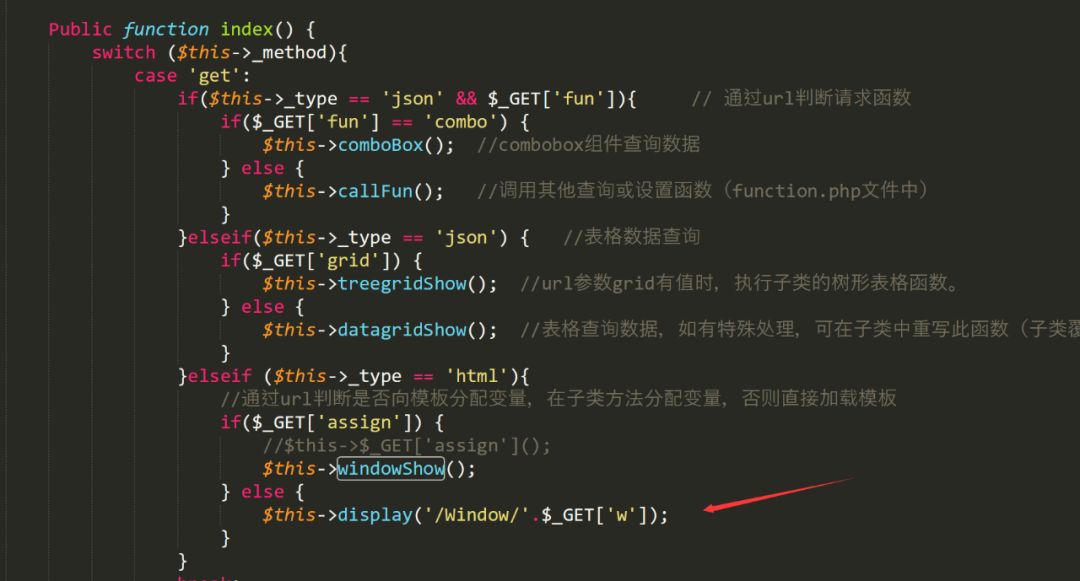 Public function index() {
switch ($this->_method){
case 'get':
if($this->_type == 'json' && $_GET['fun']){ // 通过url判断请求函数
if($_GET['fun'] == 'combo') {
$this->comboBox(); //combobox组件查询数据
} else {
$this->callFun(); //调用其他查询或设置函数（function.php文件中）
}
}elseif($this->_type == 'json') { //表格数据查询
if($_GET['grid']) {
$this->treegridShow(); //url参数grid有值时，执行子类的树形表格函数。
} else {
$this->datagridShow(); //表格查询数据，如有特殊处理，可在子类中重写此函数（子类覆
}
}elseif ($this->_type == 'html'){
//通过url判断是否向模板分配变量，在子类方法分配变量，否则直接加载模板
if($_GET['assign']) {
//$this->$_GET['assign']();
$this->windowShow();
} else {
$this->display('/Window/'.$_GET['w']);
}
}